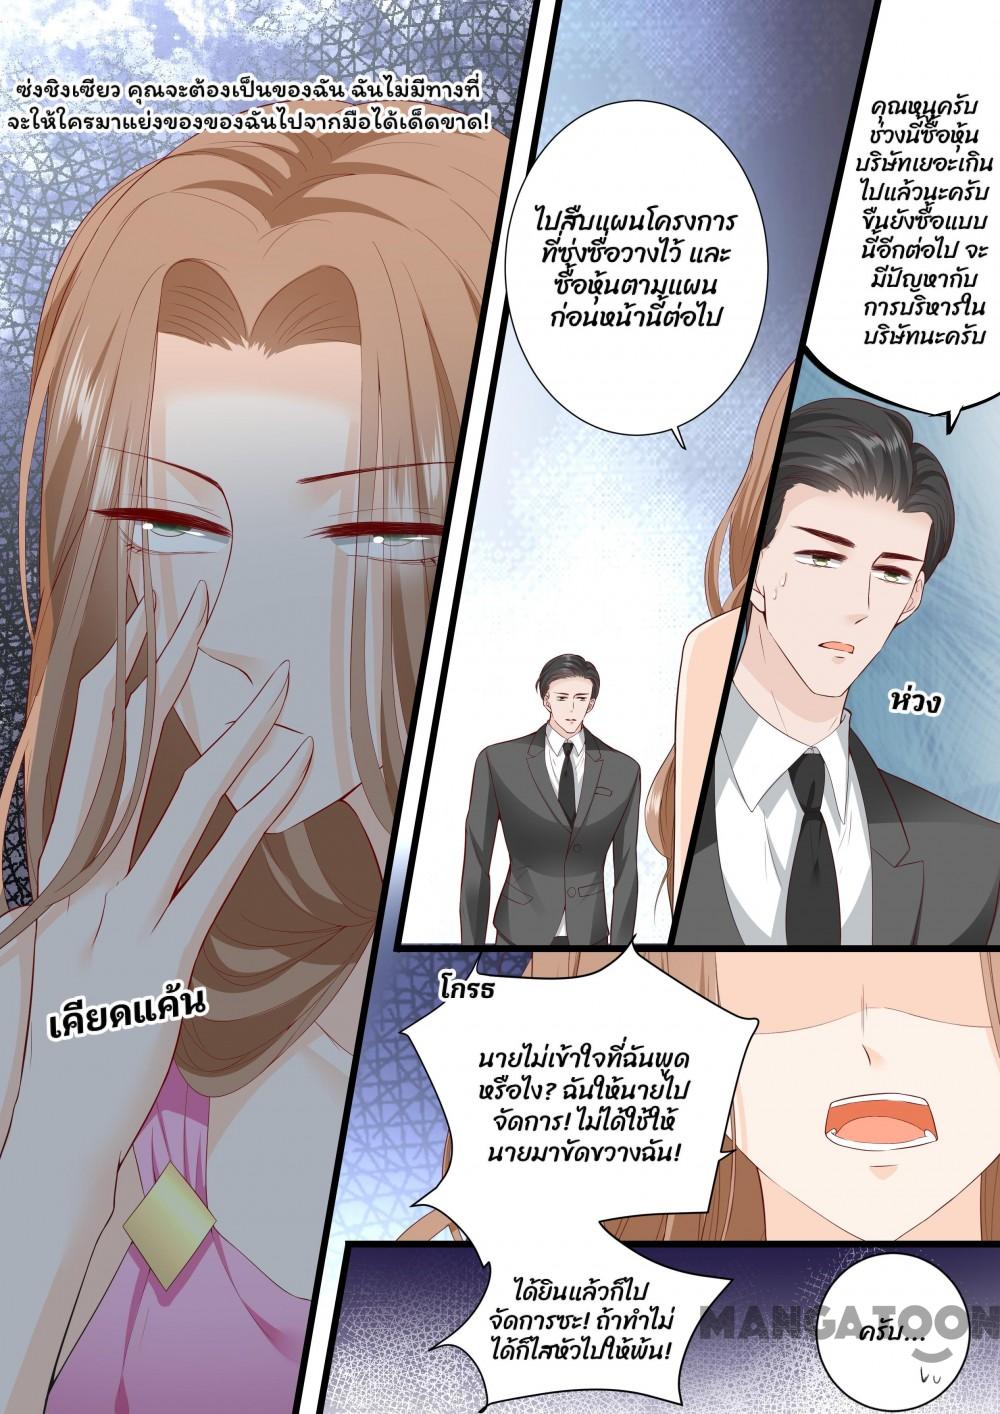 ซ่งชิงเซียว คุณจะต้องเป็นของฉัน ฉันไม่มีทางที่
จะให้ใครมาแย่งของของฉันไปจากมือได้เด็ดขาด!
เคียดแค้น
ไปสืบแผนโครงการ
ที่ซ่งซื่อวางไว้ และ
ซื้อหุ้นตามแผน
ก่อนหน้านี้ต่อไป
คุณหนูครับ
ช่วงนี้ซื้อหุ้น
บริษัทเยอะเกิน
ไปแล้วนะครับ
ขืนยังซื้อแบบ
นี้อีกต่อไป จะ
มีปัญหากับ
การบริหารใน
บริษัทนะครับ
ห่วง
โกรธ
นายไม่เข้าใจที่ฉันพูด
หรือไง? ฉันให้นายไป
จัดการ! ไม่ได้ใช้ให้
นายมาขัดขวางฉัน!
ได้ยินแล้วก็ไป
จัดการซะ! ถ้าทำไม่
ได้ก็ไสหัวไปให้พ้น!
ครับ...
MANGATOON